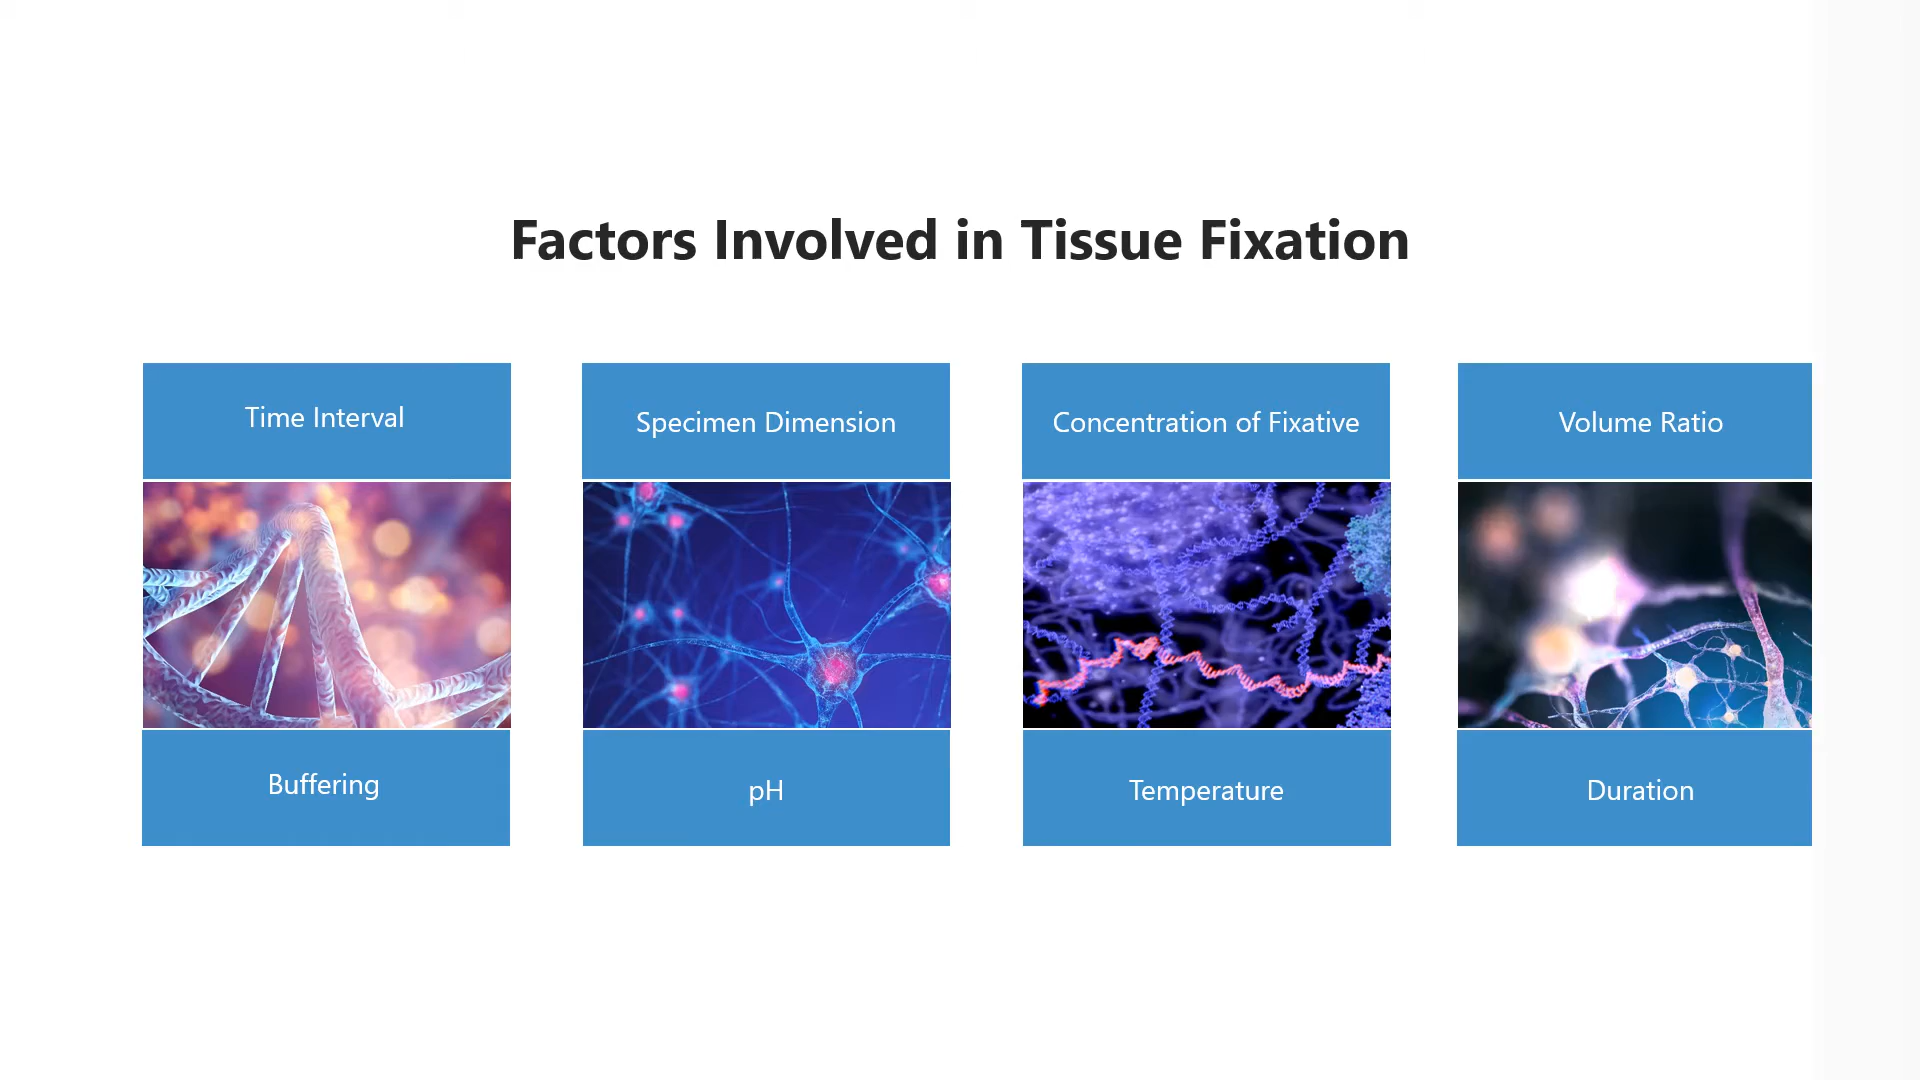 Factors Involved in Tissue Fixation
Time Interval
Specimen Dimension
Concentration of Fixative
Volume Ratio
Buffering
pH
Temperature
Duration